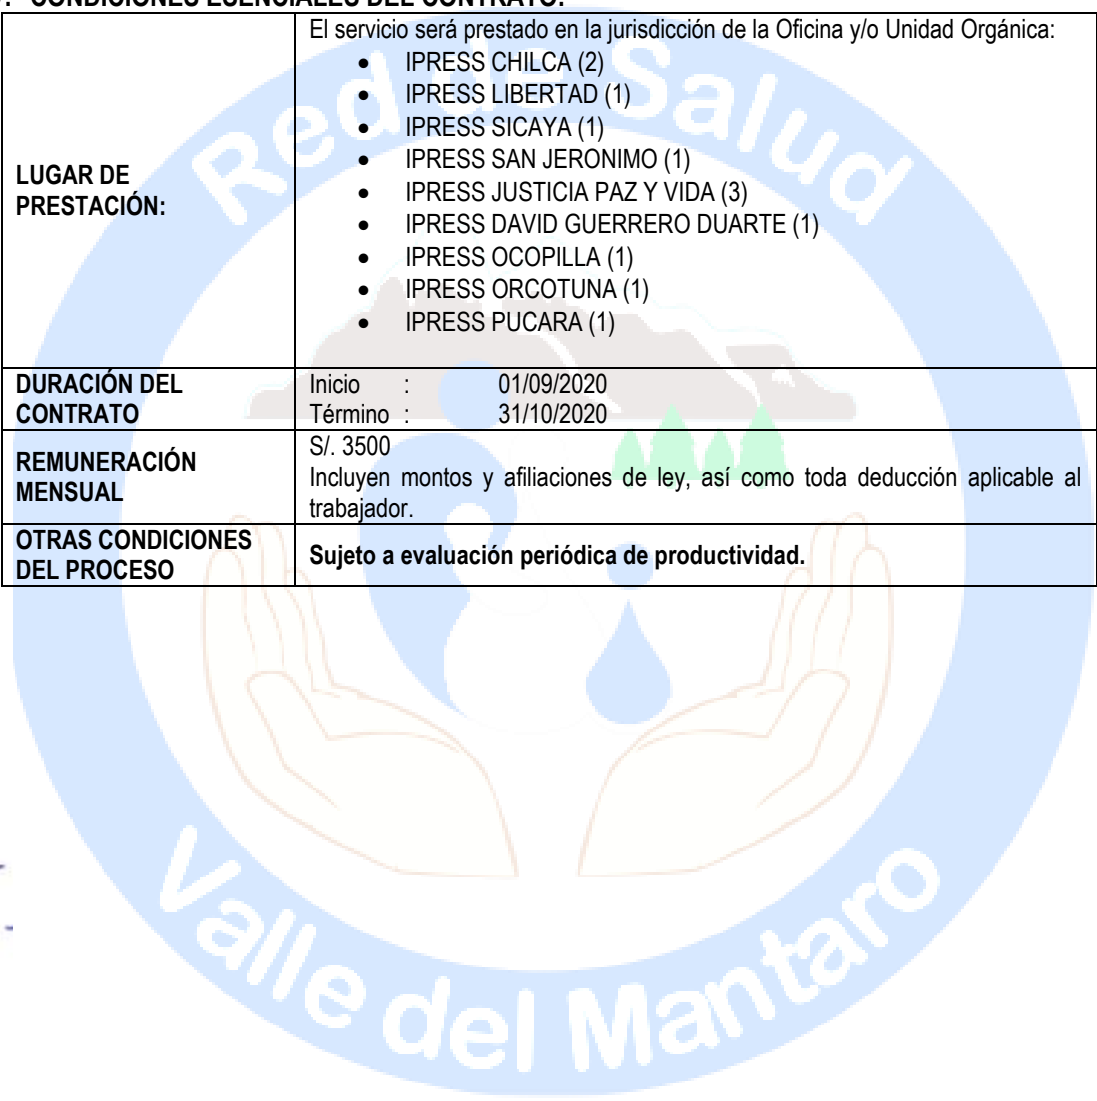 CONDICIONES ESENCIALES DEL CONTRATO:
LUGAR DE
PRESTACIÓN:
El servicio será prestado en la jurisdicción de la Oficina y/o Unidad Orgánica:
• IPRESS CHILCA (2)
• IPRESS LIBERTAD (1)
• IPRESS SICAYA (1)
• IPRESS SAN JERONIMO (1)
• IPRESS JUSTICIA PAZ Y VIDA (3)
• IPRESS DAVID GUERRERO DUARTE (1)
• IPRESS OCOPILLA (1)
• IPRESS ORCOTUNA (1)
• IPRESS PUCARA (1)
DURACIÓN DEL
CONTRATO
Inicio : 01/09/2020
Término : 31/10/2020
REMUNERACIÓN
MENSUAL
S/. 3500
Incluyen montos y afiliaciones de ley, así como toda deducción aplicable al
trabajador.
OTRAS CONDICIONES
DEL PROCESO
Sujeto a evaluación periódica de productividad.
Red de Salud
Valle del Mantaro